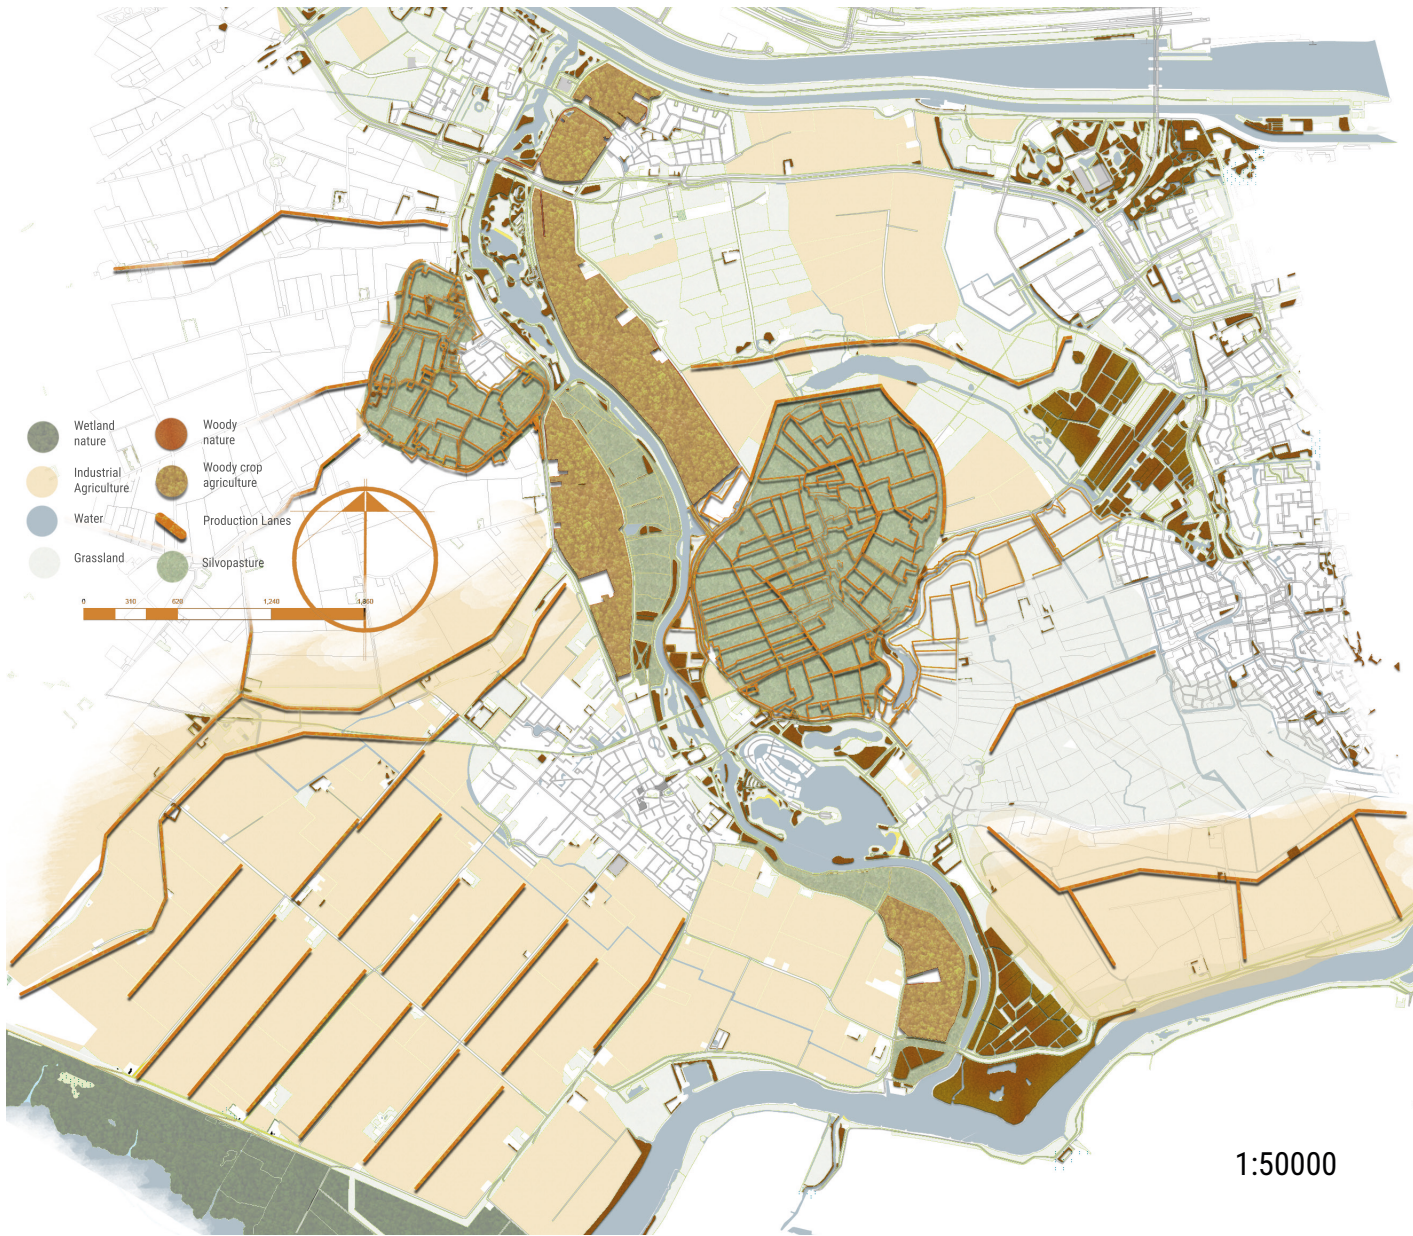 Wetland
nature
Woody
nature
Industrial
Agriculture
Woody crop
agriculture
Water
Production Lanes
Grassland
Silvopasture
0 310 620 1,240 1,860
1:50000